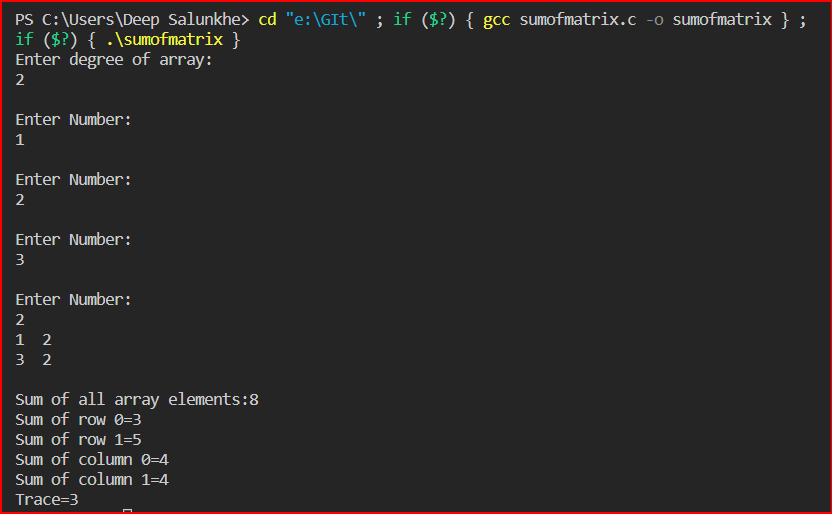 PS C:\Users\Deep Salunkhe> cd "e:\GIt\" ; if ($?) { gcc sumofmatrix.c -o sumofmatrix } ;
if ($?) { .\sumofmatrix }
Enter degree of array:
2
Enter Number:
1
Enter Number:
2
Enter Number:
3
Enter Number:
2
1  2
3  2
Sum of all array elements:8
Sum of row 0=3
Sum of row 1=5
Sum of column 0=4
Sum of column 1=4
Trace=3